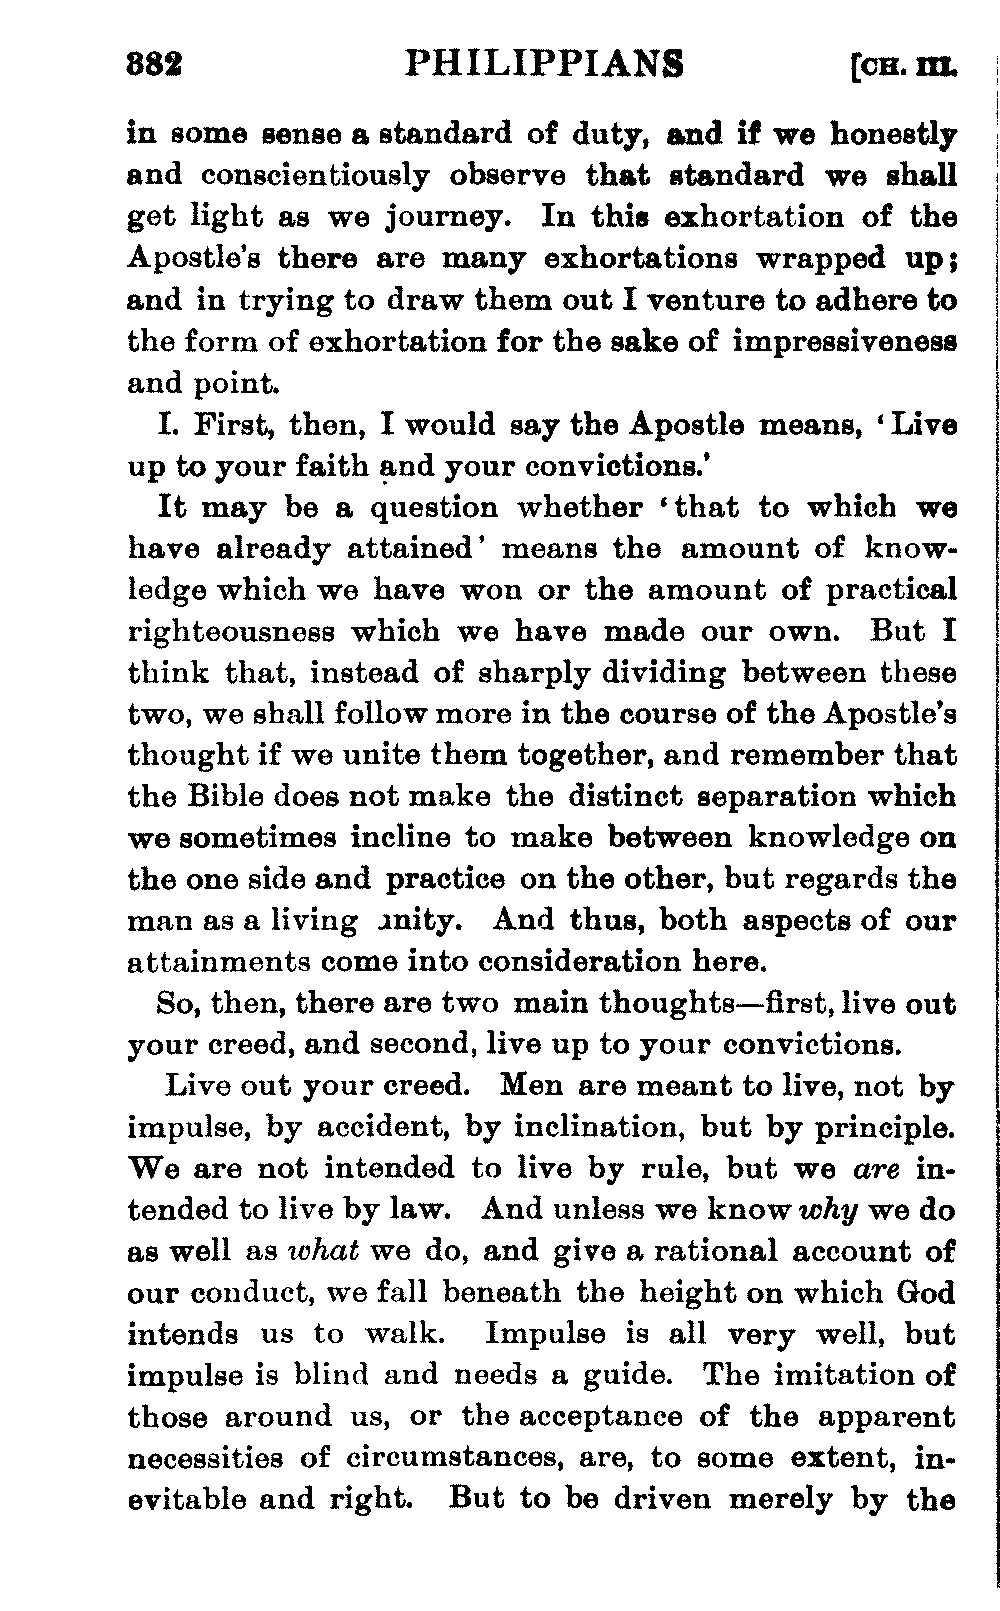 382 PHILIPPIANS [CH. III.
in some sense a standard of duty, and if we honestly
and conscientiously observe that standard we shall
get light as we journey. In this exhortation of the
Apostle's there are many exhortations wrapped up;
and in trying to draw them out I venture to adhere to
the form of exhortation for the sake of impressiveness
and point.
I. First, then, I would say the Apostle means, ‘Live
up to your faith and your convictions.’
It may be a question whether ‘that to which we
have already attained’ means the amount of know-
ledge which we have won or the amount of practical
righteousness which we have made our own. But I
think that, instead of sharply dividing between these
two, we shall follow more in the course of the Apostle's
thought if we unite them together, and remember that
the Bible does not make the distinct separation which
we sometimes incline to make between knowledge on
the one side and practice on the other, but regards the
man as a living unity. And thus, both aspects of our
attainments come into consideration here.
So, then, there are two main thoughts—first, live out
your creed, and second, live up to your convictions.
Live out your creed. Men are meant to live, not by
impulse, by accident, by inclination, but by principle.
We are not intended to live by rule, but we are in-
tended to live by law. And unless we know why we do
as well as what we do, and give a rational account of
our conduct, we fall beneath the height on which God
intends us to walk. Impulse is all very well, but
impulse is blind and needs a guide. The imitation of
those around us, or the acceptance of the apparent
necessities of circumstances, are, to some extent, in-
evitable and right. But to be driven merely by the